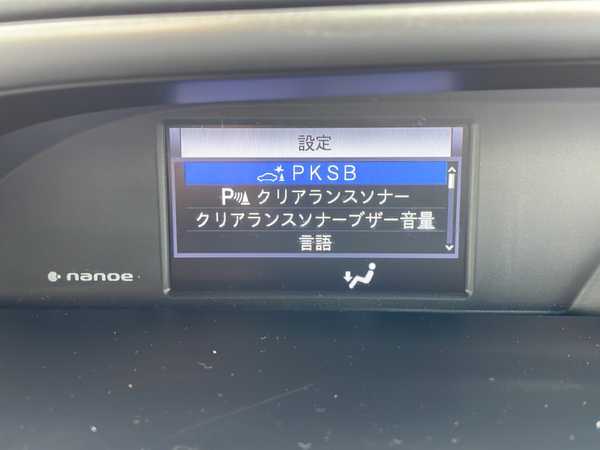 設定
PKSB
P クリアランスソナー
クリアランスソナーブザー音量
言語
nanoe